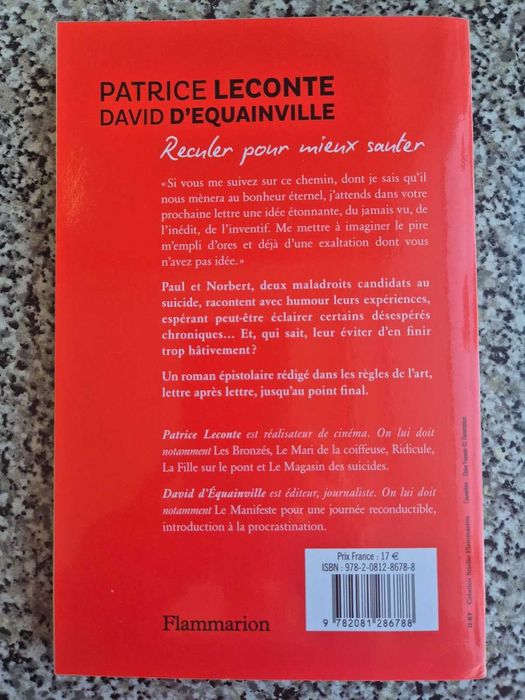 PATRICE LECONTE
DAVID D'EQUAINVILLE
Reculer pour mieux sauter
« Si vous me suivez sur ce chemin, dont je sais qu'il
nous mènera au bonheur éternel, j'attends dans votre
prochaine lettre une idée étonnante, du jamais vu, de
l'inédit, de l'inventif. Me mettre à imaginer le pire
m'empli d'ores et déjà d'une exaltation dont vous
n'avez pas idée. »
Paul et Norbert, deux maladroits candidats au
suicide, racontent avec humour leurs expériences,
espérant peut-être éclairer certains désespérés
chroniques... Et, qui sait, leur éviter d'en finir
trop hâtivement ?
Un roman épistolaire rédigé dans les règles de l'art,
lettre après lettre, jusqu'au point final.
Patrice Leconte est réalisateur de cinéma. On lui doit
notamment Les Bronzés, Le Mari de la coiffeuse, Ridicule,
La Fille sur le pont et Le Magasin des suicides.
David d'Équainville est éditeur, journaliste. On lui doit
notamment Le Manifeste pour une journée reconductible,
introduction à la procrastination.
Prix France : 17 €
ISBN : 978-2-0812-8678-8
9 782081 286788
Flammarion
Création Studio Flammarion